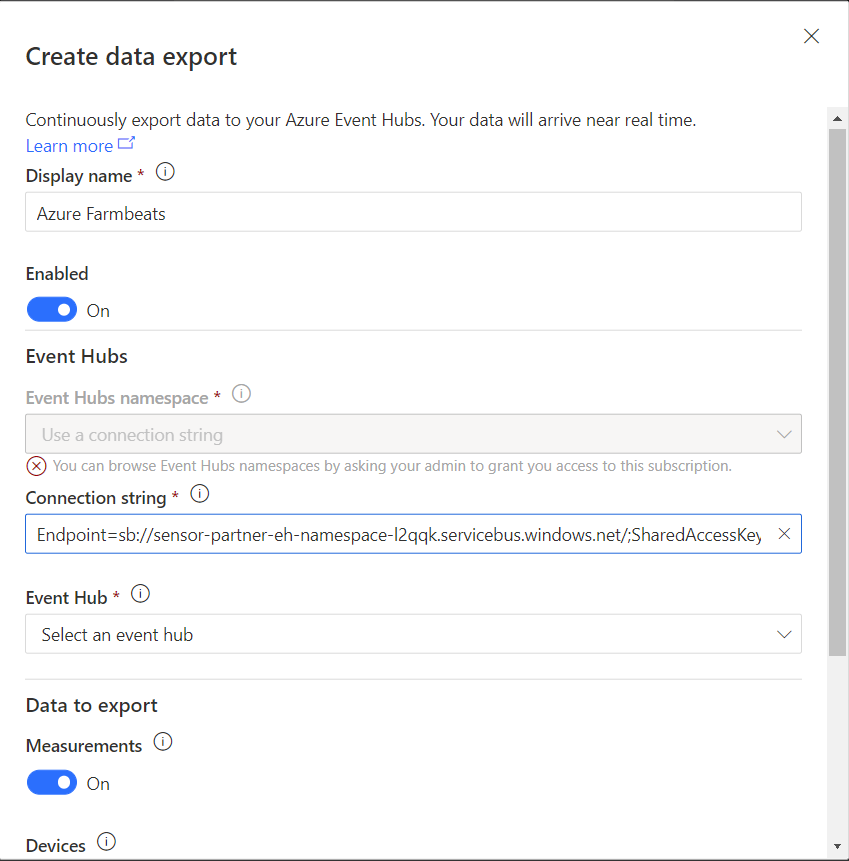 Create data export
Continuously export data to your Azure Event Hubs. Your data will arrive near real time.
Learn more
Display name *
Azure Farmbeats
Enabled
On
Event Hubs
Event Hubs namespace *
Use a connection string
You can browse Event Hubs namespaces by asking your admin to grant you access to this subscription.
Connection string *
Endpoint=sb://sensor-partner-eh-namespace-l2qqk.servicebus.windows.net/;SharedAccessKey
Event Hub *
Select an event hub
Data to export
Measurements
On
Devices